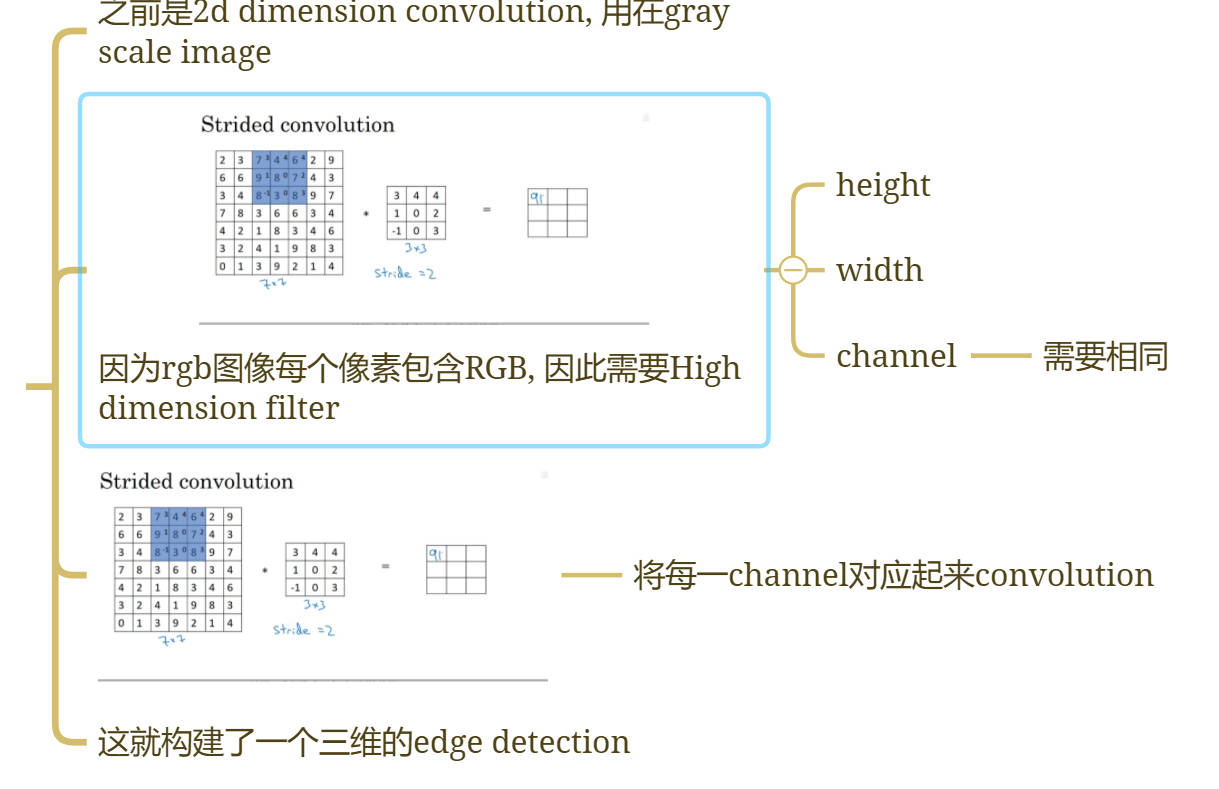 之前是2d dimension convolution, 用在gray
scale image
Strided convolution
2 3 7 3 4 4 6 4 2 9
6 6 9 1 8 0 7 2 4 3
3 4 8 -1 3 0 8 3 9 7
7 8 3 6 6 3 4
4 2 1 8 3 4 6
3 2 4 1 9 8 3
0 1 3 9 2 1 4
7×7
*
3 4 4
1 0 2
-1 0 3
3×3
stride =2
=
91
因为rgb图像每个像素包含RGB, 因此需要High
dimension filter
height
width
channel
需要相同
Strided convolution
2 3 7 3 4 4 6 4 2 9
6 6 9 1 8 0 7 2 4 3
3 4 8 -1 3 0 8 3 9 7
7 8 3 6 6 3 4
4 2 1 8 3 4 6
3 2 4 1 9 8 3
0 1 3 9 2 1 4
7×7
*
3 4 4
1 0 2
-1 0 3
3×3
stride =2
=
91
将每一channel对应起来convolution
这就构建了一个三维的edge detection